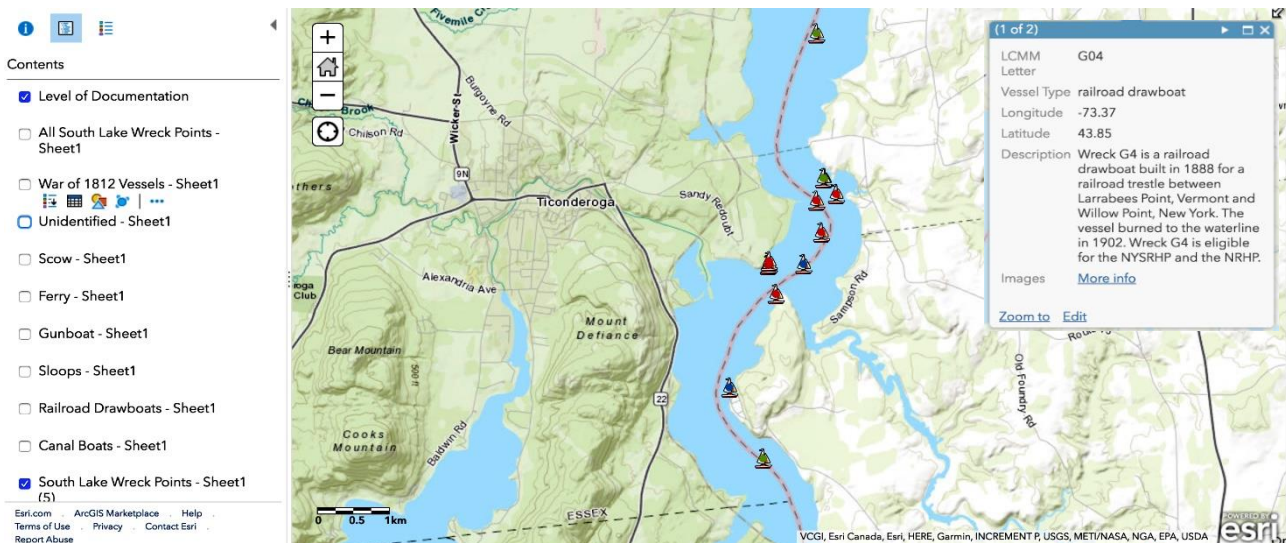 Contents
Level of Documentation
All South Lake Wreck Points -
Sheet1
War of 1812 Vessels - Sheet1
Unidentified - Sheet1
Scow - Sheet1
Ferry - Sheet1
Gunboat - Sheet1
Sloops - Sheet1
Railroad Drawboats - Sheet1
Canal Boats - Sheet1
South Lake Wreck Points - Sheet1
(5)
Esri.com . ArcGIS Marketplace . Help .
Terms of Use . Privacy . Contact Esri .
Report Abuse
Fivemile
Burgoyne Rd
Wicker St
Brook
Chilson Rd
9N
Ticonderoga
Sandy Redoubt
Club
Alexandria Ave
Mount
Defiance
Sampson Rd
Bear Mountain
500 ft
22
Old Foundry Rd
Cooks
Mountain
Baldwin Rd
ESSEX
0 0.5 1km
(1 of 2)
LCMM
Letter
G04
Vessel Type railroad drawboat
Longitude -73.37
Latitude 43.85
Description Wreck G4 is a railroad
drawboat built in 1888 for a
railroad trestle between
Larrabees Point, Vermont and
Willow Point, New York. The
vessel burned to the waterline
in 1902. Wreck G4 is eligible
for the NYSRHP and the NRHP.
Images More info
Zoom to Edit
VCGI, Esri Canada, Esri, HERE, Garmin, INCREMENT P, USGS, METI/NASA, NGA, EPA, USDA
POWERED BY
esri